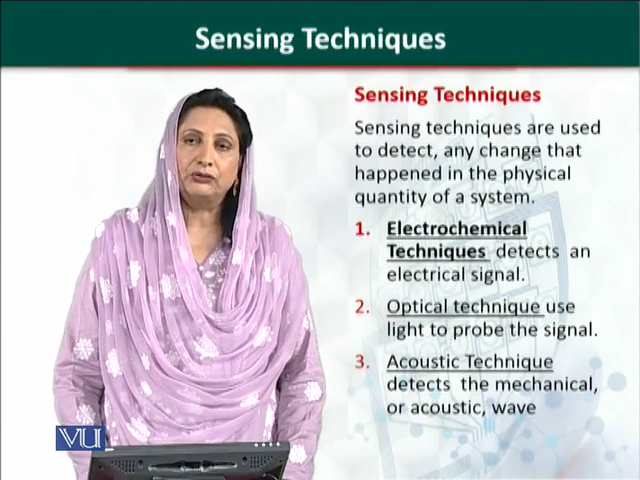 Sensing Techniques
Sensing Techniques
Sensing techniques are used
to detect, any change that
happened in the physical
quantity of a system.
1. Electrochemical
Techniques detects an
electrical signal.
2. Optical technique use
light to probe the signal.
3. Acoustic Technique
detects the mechanical,
or acoustic, wave
VU